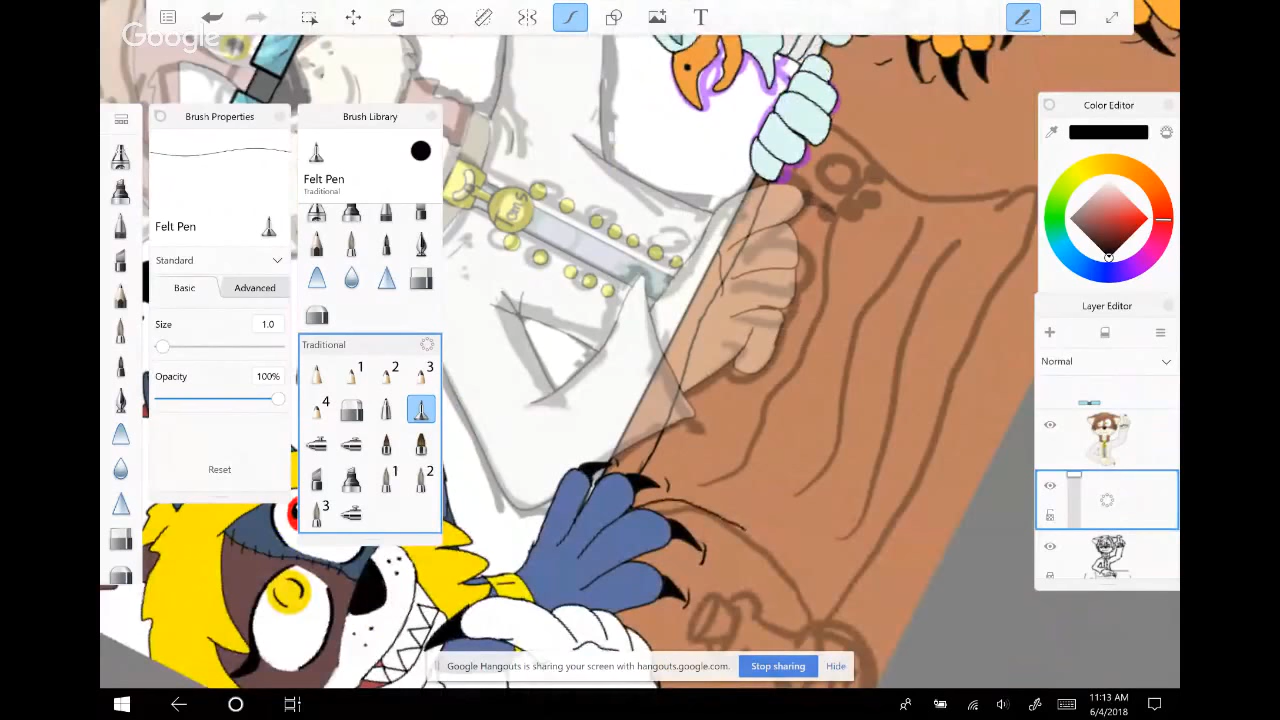 Google
T
Brush Properties
Felt Pen
Standard
Basic
Advanced
Size
1.0
Opacity
100%
Reset
Brush Library
Felt Pen
Traditional
Traditional
1
2
3
4
1
2
3
Color Editor
Layer Editor
Normal
Google Hangouts is sharing your screen with hangouts.google.com.
Stop sharing
Hide
11:13 AM
6/4/2018